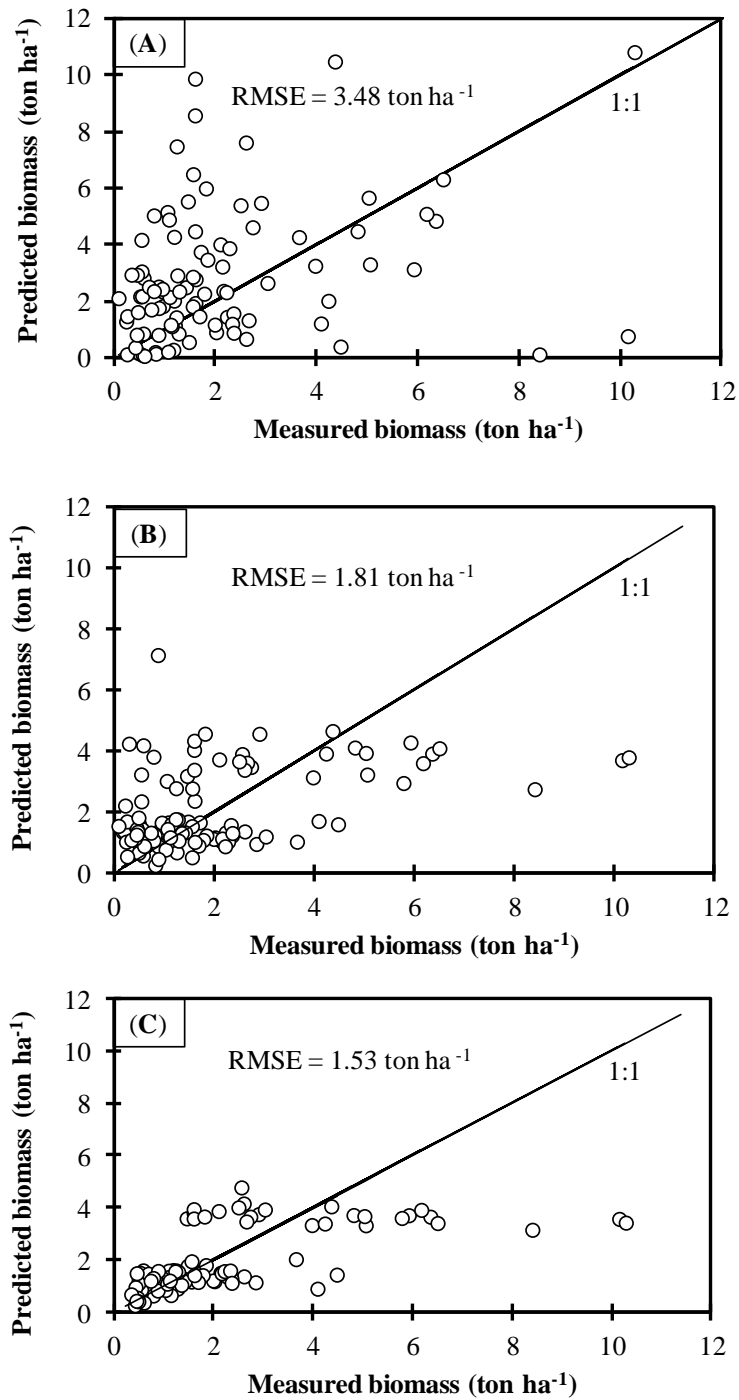 12
(A)
10
RMSE = 3.48 ton ha⁻¹
1:1
8
6
4
2
0
Predicted biomass (ton ha⁻¹)
0 2 4 6 8 10 12
Measured biomass (ton ha⁻¹)
12
(B)
10
RMSE = 1.81 ton ha⁻¹
1:1
8
6
4
2
0
Predicted biomass (ton ha⁻¹)
0 2 4 6 8 10 12
Measured biomass (ton ha⁻¹)
12
(C)
10
RMSE = 1.53 ton ha⁻¹
1:1
8
6
4
2
0
Predicted biomass (ton ha⁻¹)
0 2 4 6 8 10 12
Measured biomass (ton ha⁻¹)